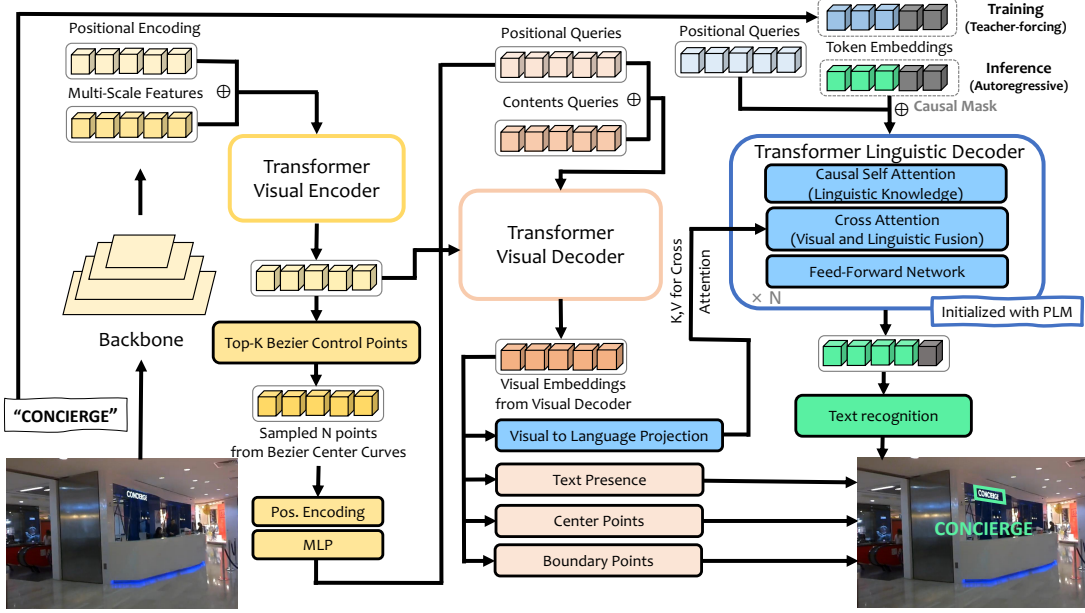 Positional Encoding
Multi-Scale Features
⊕
Transformer
Visual Encoder
Backbone
Top-K Bezier Control Points
Sampled N points
from Bezier Center Curves
Pos. Encoding
MLP
"CONCIERGE"
CONCIERGE
Positional Queries
Contents Queries
⊕
Transformer
Visual Decoder
Visual Embeddings
from Visual Decoder
Visual to Language Projection
Text Presence
Center Points
Boundary Points
K,V for Cross
Attention
Positional Queries
Training
(Teacher-forcing)
Token Embeddings
Inference
(Autoregressive)
⊕ Causal Mask
Transformer Linguistic Decoder
Causal Self Attention
(Linguistic Knowledge)
Cross Attention
(Visual and Linguistic Fusion)
Feed-Forward Network
× N
Initialized with PLM
Text recognition
CONCIERGE
CONCIERGE